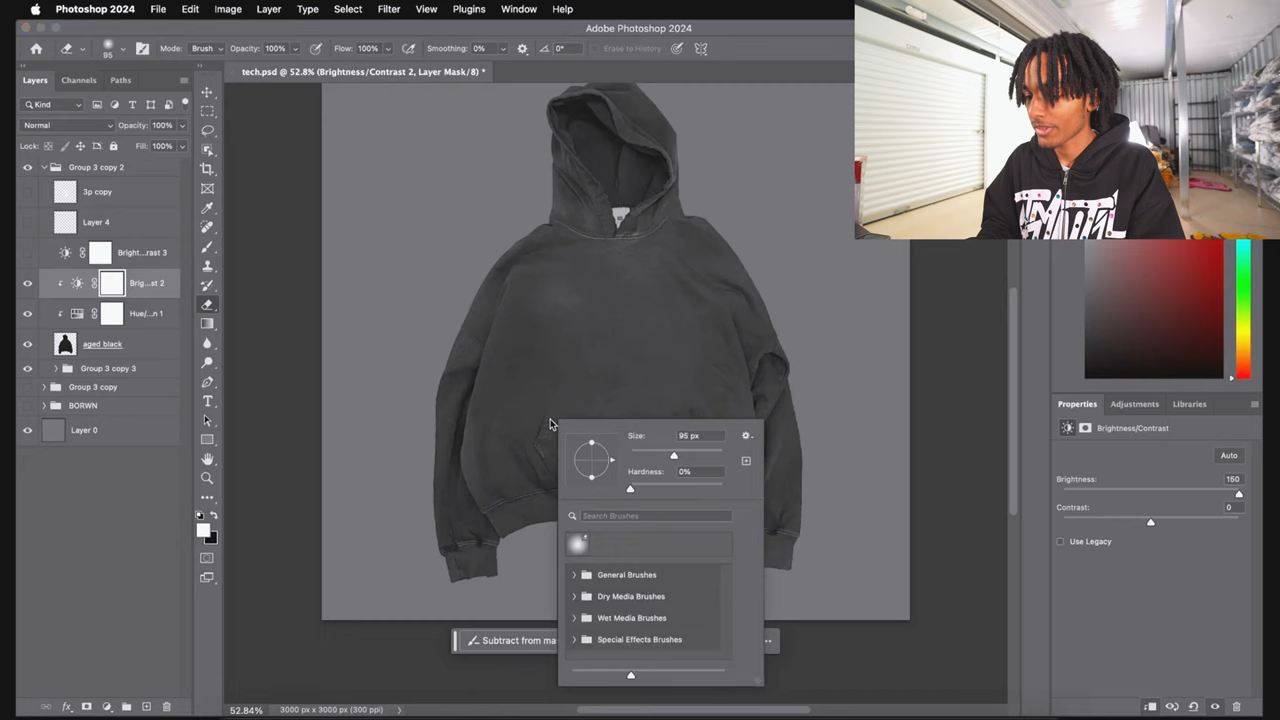 Photoshop 2024 File Edit Image Layer Type Select Filter View Plugins Window Help
Adobe Photoshop 2024
95 Mode: Brush Opacity: 100% Flow: 100% Smoothing: 0% 0° Erase to History
Layers Channels Paths
tech.psd @ 52.8% (Brightness/Contrast 2, Layer Mask/8) *
Kind
Normal Opacity: 100%
Lock: Fill: 100%
Group 3 copy 2
3p copy
Layer 4
Bright...rast 3
Brig...st 2
Hue/...n 1
aged black
Group 3 copy 3
Group 3 copy
BORWN
Layer 0
Size: 95 px
Hardness: 0%
Search Brushes
General Brushes
Dry Media Brushes
Wet Media Brushes
Special Effects Brushes
Subtract from ma
Properties Adjustments Libraries
Brightness/Contrast
Auto
Brightness: 150
Contrast: 0
Use Legacy
52.84% 3000 px x 3000 px (300 ppi)